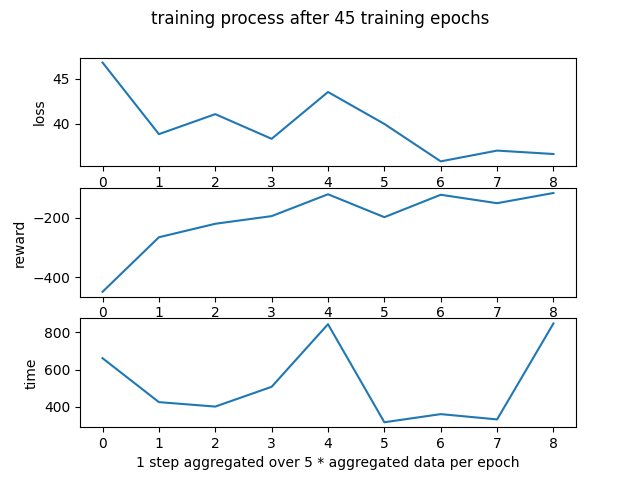 training process after 45 training epochs
45
40
loss
0 1 2 3 4 5 6 7 8
−200
−400
reward
0 1 2 3 4 5 6 7 8
800
600
400
time
0 1 2 3 4 5 6 7 8
1 step aggregated over 5 * aggregated data per epoch